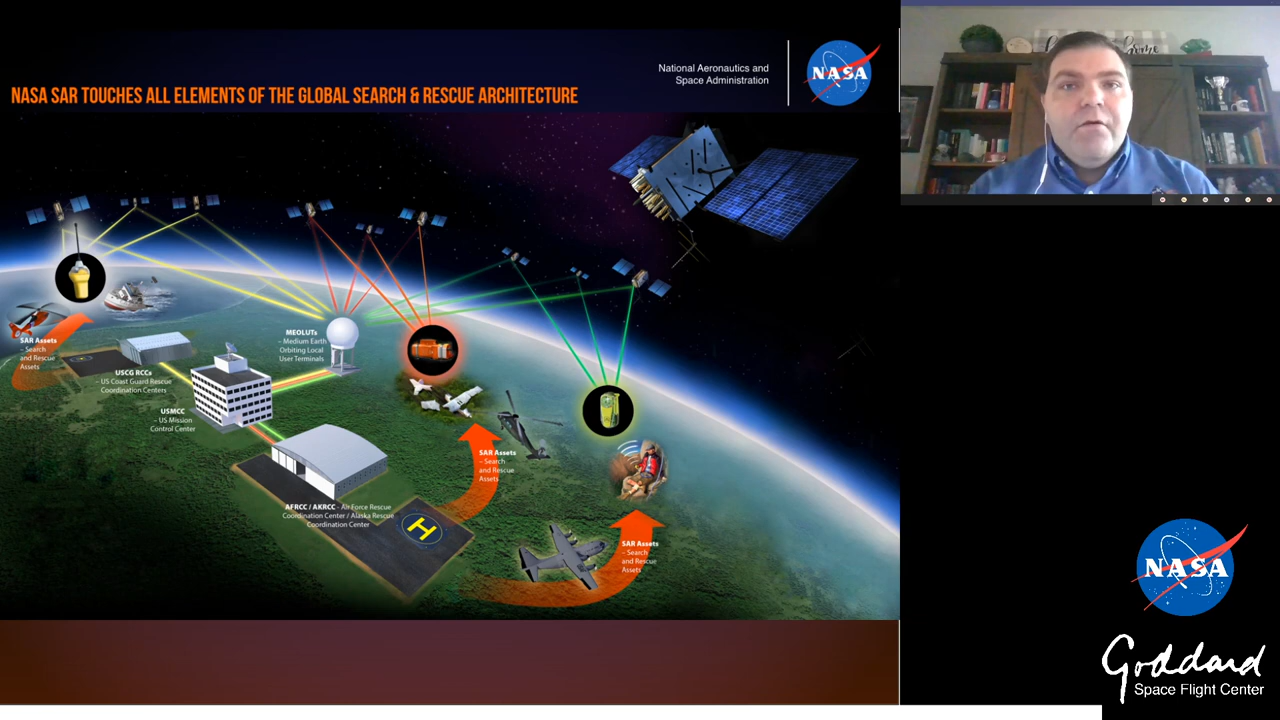 National Aeronautics and
Space Administration
NASA
NASA SAR TOUCHES ALL ELEMENTS OF THE GLOBAL SEARCH & RESCUE ARCHITECTURE
SAR Assets
– Search
and Rescue
Assets
USCG RCCs
– US Coast Guard Rescue
Coordination Centers
USMCC
– US Mission
Control Center
MEOLUTs
– Medium Earth
Orbiting Local
User Terminals
AFRCC / AKRCC - Air Force Rescue
Coordination Center / Alaska Rescue
Coordination Center
H
SAR Assets
– Search
and Rescue
Assets
SAR Assets
– Search
and Rescue
Assets
NASA
Goddard
Space Flight Center